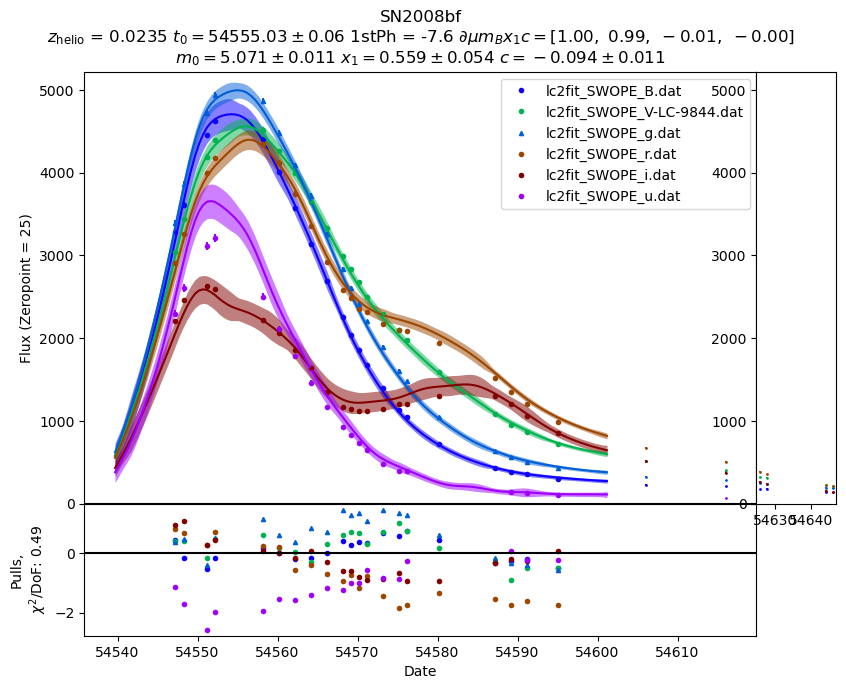 SN2008bf
z_helio = 0.0235 t_0 = 54555.03 ± 0.06 1stPh = -7.6 ∂μm_Bx_1c = [1.00, 0.99, −0.01, −0.00]
m_0 = 5.071 ± 0.011 x_1 = 0.559 ± 0.054 c = −0.094 ± 0.011
lc2fit_SWOPE_B.dat
lc2fit_SWOPE_V-LC-9844.dat
lc2fit_SWOPE_g.dat
lc2fit_SWOPE_r.dat
lc2fit_SWOPE_i.dat
lc2fit_SWOPE_u.dat
Flux (Zeropoint = 25)
5000
4000
3000
2000
1000
0
5000
4000
3000
2000
1000
0
54630
54640
Pulls,
χ²/DoF: 0.49
0
−2
54540
54550
54560
54570
54580
54590
54600
54610
Date